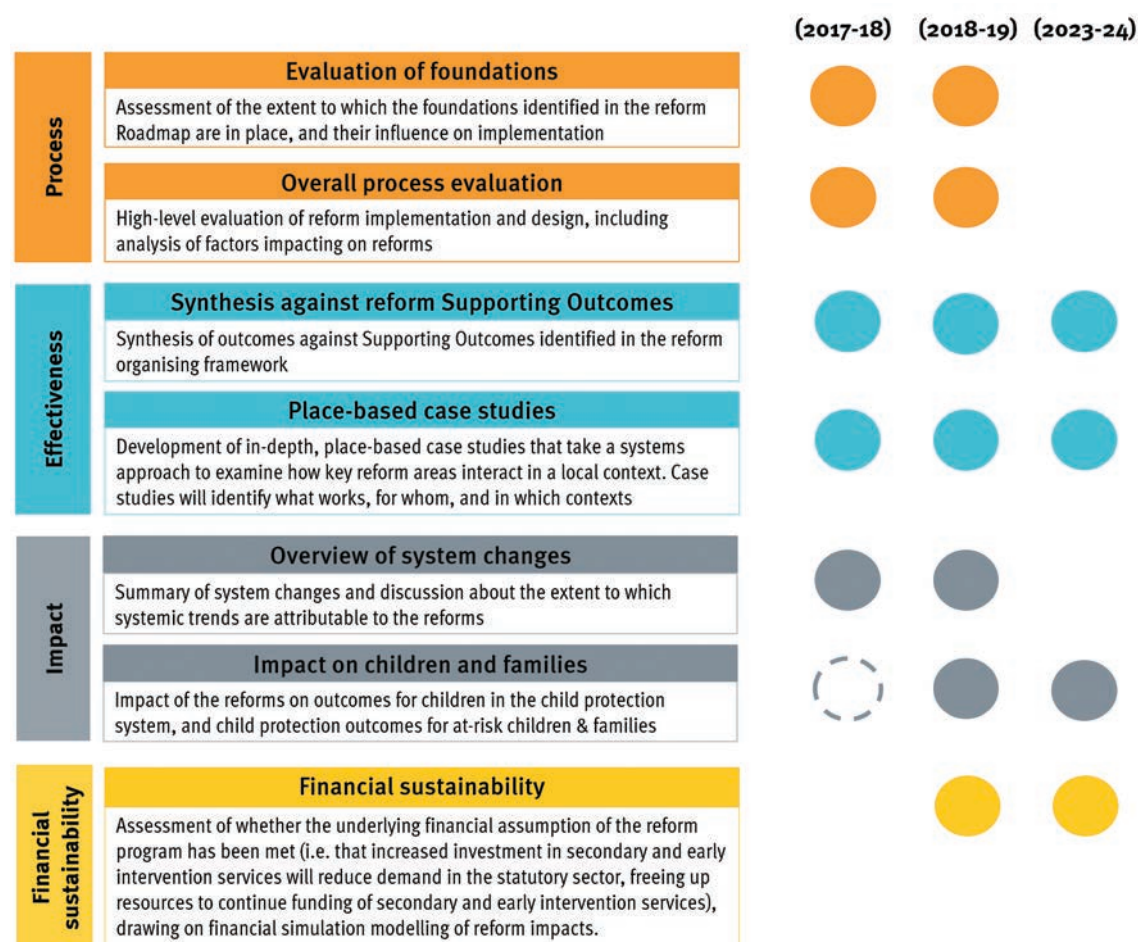 (2017-18) (2018-19) (2023-24)
Process
Evaluation of foundations
Assessment of the extent to which the foundations identified in the reform
Roadmap are in place, and their influence on implementation
Overall process evaluation
High-level evaluation of reform implementation and design, including
analysis of factors impacting on reforms
Effectiveness
Synthesis against reform Supporting Outcomes
Synthesis of outcomes against Supporting Outcomes identified in the reform
organising framework
Place-based case studies
Development of in-depth, place-based case studies that take a systems
approach to examine how key reform areas interact in a local context. Case
studies will identify what works, for whom, and in which contexts
Impact
Overview of system changes
Summary of system changes and discussion about the extent to which
systemic trends are attributable to the reforms
Impact on children and families
Impact of the reforms on outcomes for children in the child protection
system, and child protection outcomes for at-risk children & families
Financial
sustainability
Financial sustainability
Assessment of whether the underlying financial assumption of the reform
program has been met (i.e. that increased investment in secondary and early
intervention services will reduce demand in the statutory sector, freeing up
resources to continue funding of secondary and early intervention services),
drawing on financial simulation modelling of reform impacts.